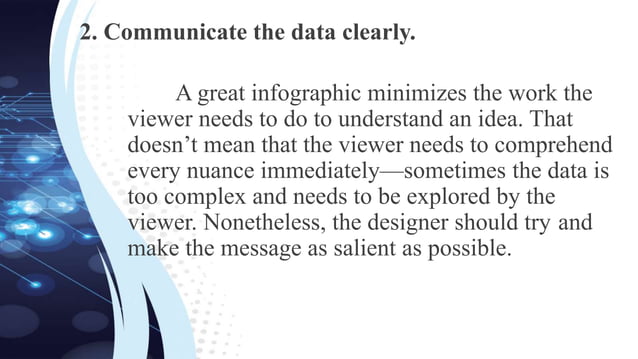 2. Communicate the data clearly.
A great infographic minimizes the work the
viewer needs to do to understand an idea. That
doesn’t mean that the viewer needs to comprehend
every nuance immediately—sometimes the data is
too complex and needs to be explored by the
viewer. Nonetheless, the designer should try and
make the message as salient as possible.